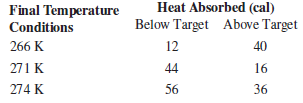 Final Temperature Heat Absorbed (cal)
Conditions Below Target Above Target
266 K 12 40
271 K 44 16
274 K 56 36